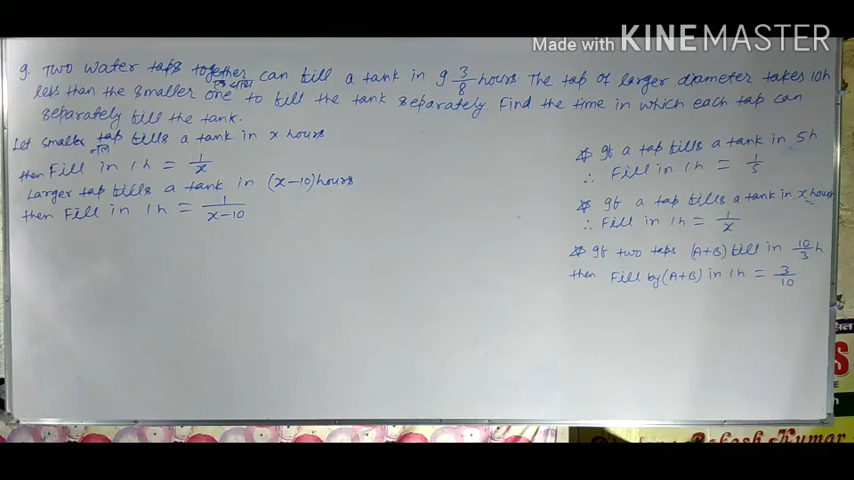 Made with KINEMASTER
9. Two water taps together can fill a tank in 9 3/8 hours. The tap of larger diameter takes 10h
less than the smaller one to fill the tank separately. Find the time in which each tap can
separately fill the tank.
Let smaller tap fills a tank in x hours
नल
then Fill in 1h = 1/x
Larger tap fills a tank in (x-10) hours
then Fill in 1h = 1/x-10
If a tap fills a tank in 5h
∴ Fill in 1h = 1/5
If a tap fills a tank in x hours
∴ Fill in 1h = 1/x
If two taps (A+B) fill in 10/3 h
then Fill by (A+B) in 1h = 3/10
Rakesh Kumar